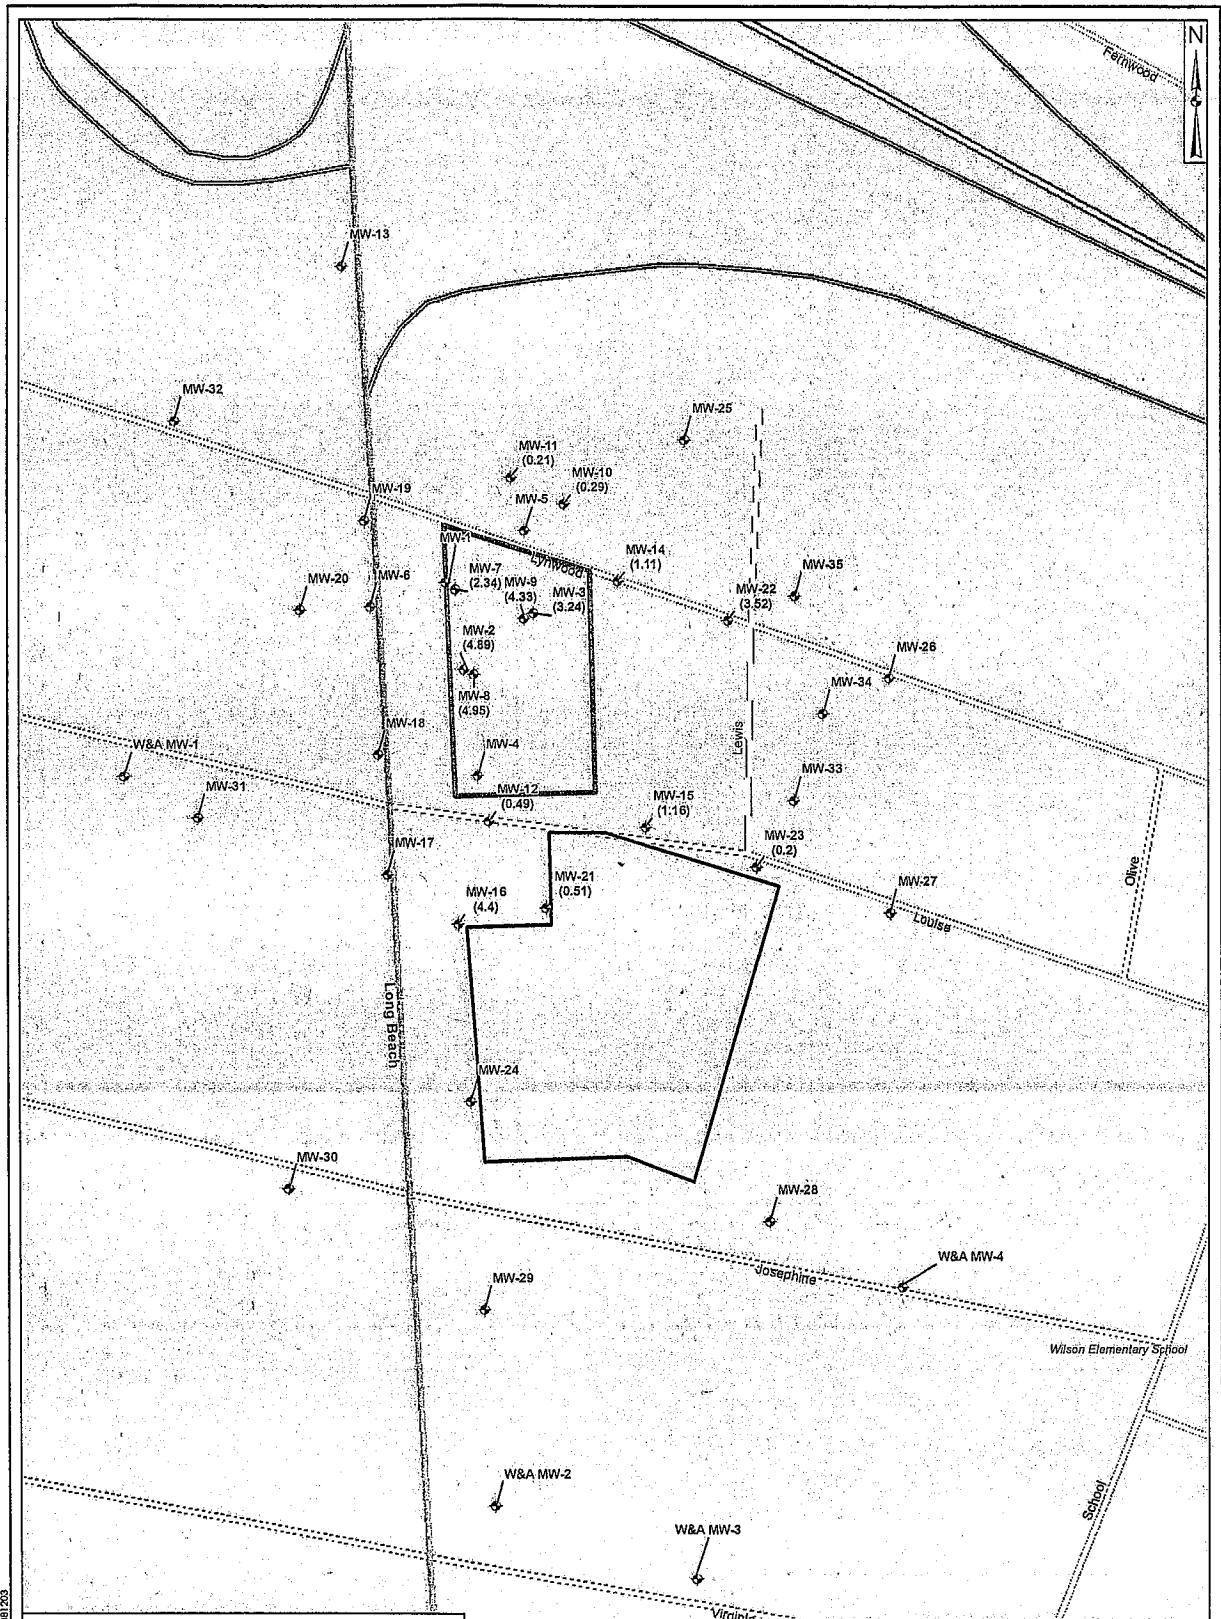 N
Fernwood
MW-13
MW-32
MW-25
MW-11
(0.21)
MW-10
(0.29)
MW-19
MW-5
MW-1
Lynwood
MW-14
(1.11)
MW-7
(2.34)
MW-9
(4.33)
MW-3
(3.24)
MW-20
MW-6
MW-35
MW-22
(3.52)
MW-2
(4.89)
MW-26
MW-8
(4.95)
MW-34
MW-18
Lewis
W&A MW-1
MW-4
MW-31
MW-12
(0.49)
MW-15
(1.16)
MW-33
MW-17
MW-23
(0.2)
Olive
MW-16
(4.4)
MW-21
(0.51)
MW-27
Louise
Long Beach
MW-24
MW-30
MW-28
W&A MW-4
Josephine
MW-29
Wilson Elementary School
W&A MW-2
School
W&A MW-3